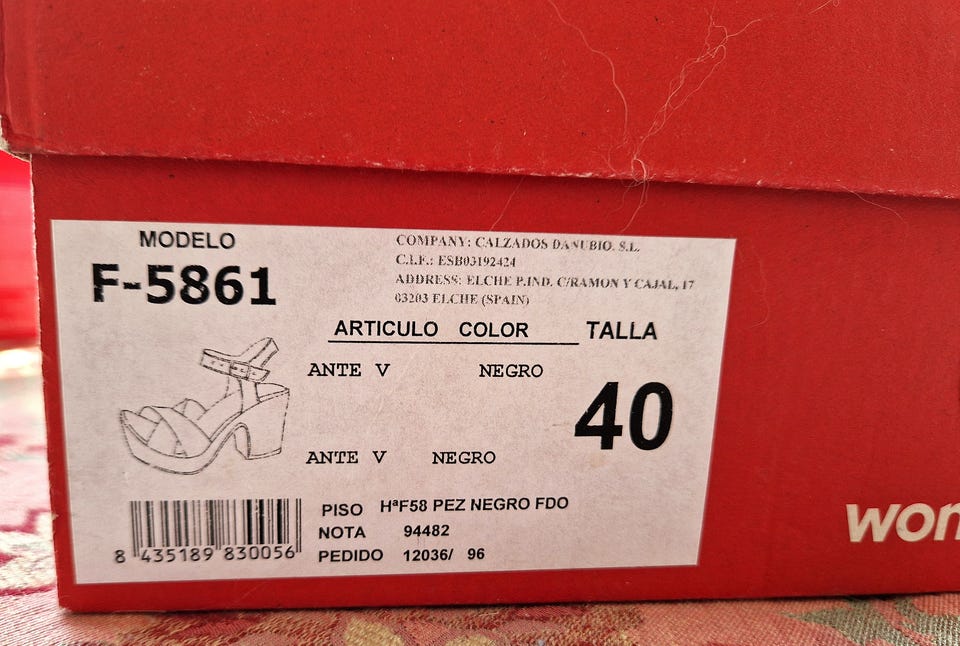 MODELO
F-5861
COMPANY: CALZADOS DANUBIO. S.L.
C.I.F.: ESB03192424
ADDRESS: ELCHE P.IND. C/RAMON Y CAJAL, 17
03203 ELCHE (SPAIN)
ARTICULO COLOR TALLA
ANTE V NEGRO
40
ANTE V NEGRO
PISO HªF58 PEZ NEGRO FDO
NOTA 94482
PEDIDO 12036/ 96
8 435189 830056
wom